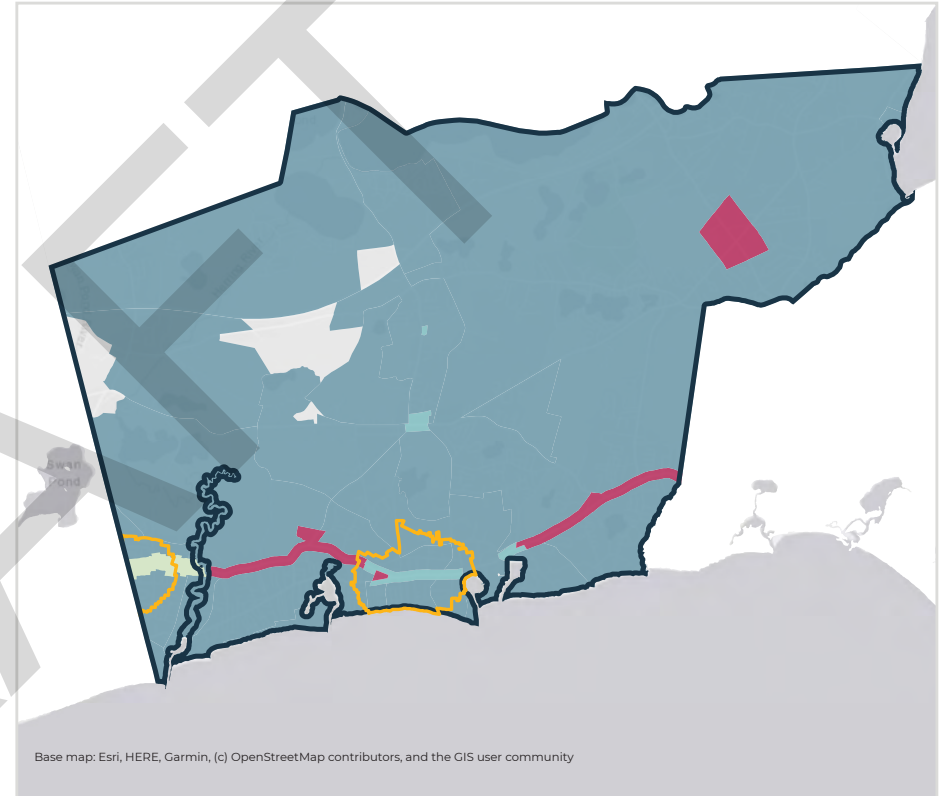 Swan
Pond
Base map: Esri, HERE, Garmin, (c) OpenStreetMap contributors, and the GIS user community